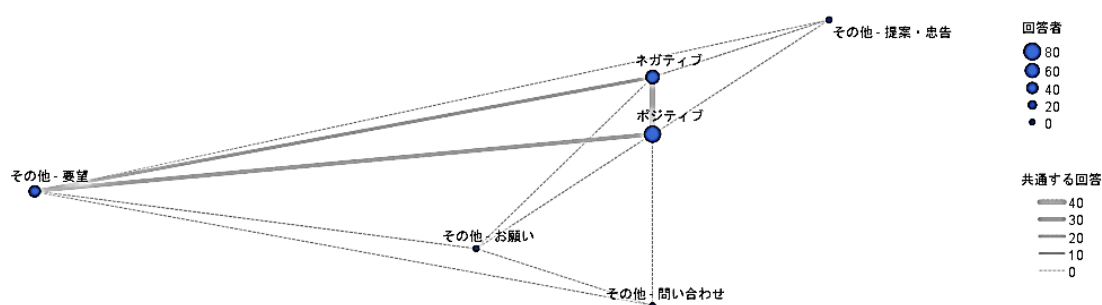 その他 - 提案・忠告
ネガティブ
ポジティブ
その他 - 要望
その他 - お願い
その他 - 問い合わせ
回答者
80
60
40
20
0
共通する回答
40
30
20
10
0